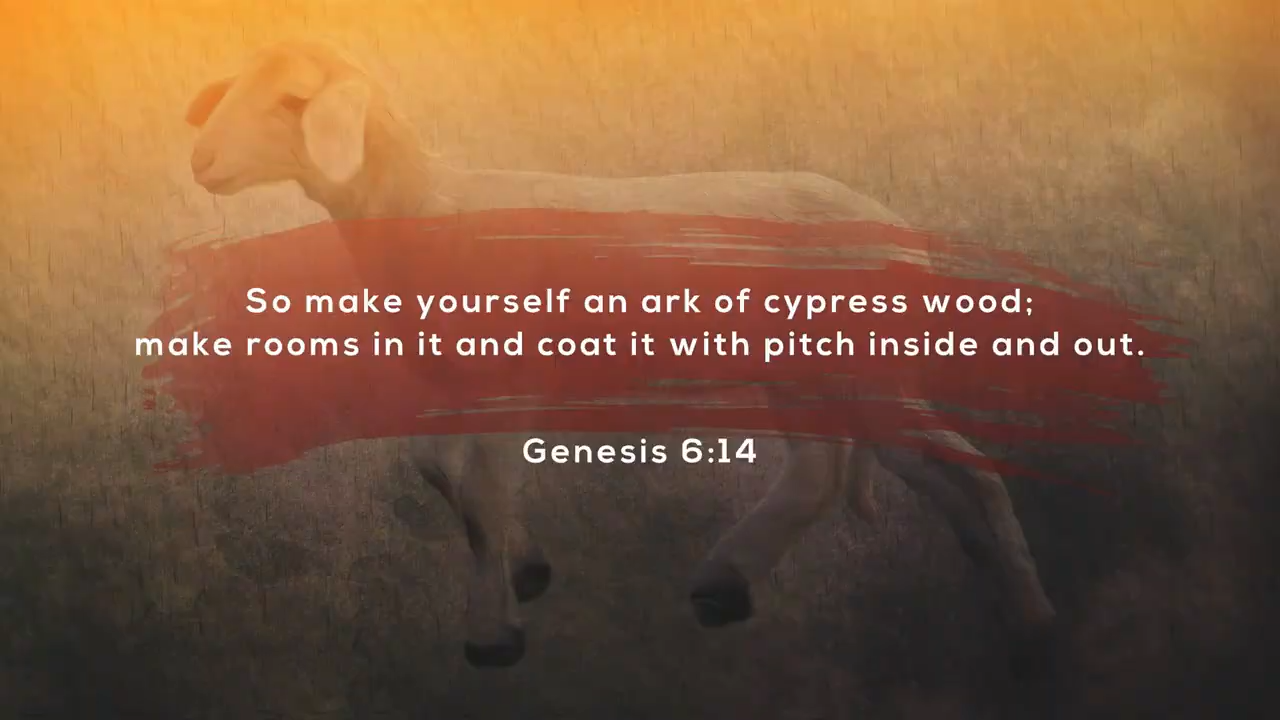 So make yourself an ark of cypress wood;
make rooms in it and coat it with pitch inside and out.
Genesis 6:14